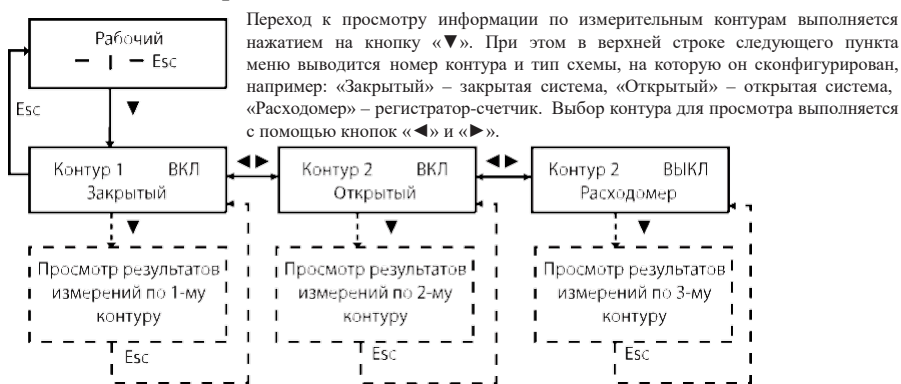 Переход к просмотру информации по измерительным контурам выполняется
нажатием на кнопку «▼». При этом в верхней строке следующего пункта
меню выводится номер контура и тип схемы, на которую он сконфигурирован,
например: «Закрытый» – закрытая система, «Открытый» – открытая система,
«Расходомер» – регистратор-счетчик. Выбор контура для просмотра выполняется
с помощью кнопок «◄» и «►».
Рабочий
– | – Esc
Esc
▼
◄► ◄►
Контур 1 ВКЛ
Закрытый
Контур 2 ВКЛ
Открытый
Контур 2 ВЫКЛ
Расходомер
▼ ▼ ▼
Просмотр результатов
измерений по 1-му
контуру
Просмотр результатов
измерений по 2-му
контуру
Просмотр результатов
измерений по 3-му
контуру
Esc
Esc
Esc